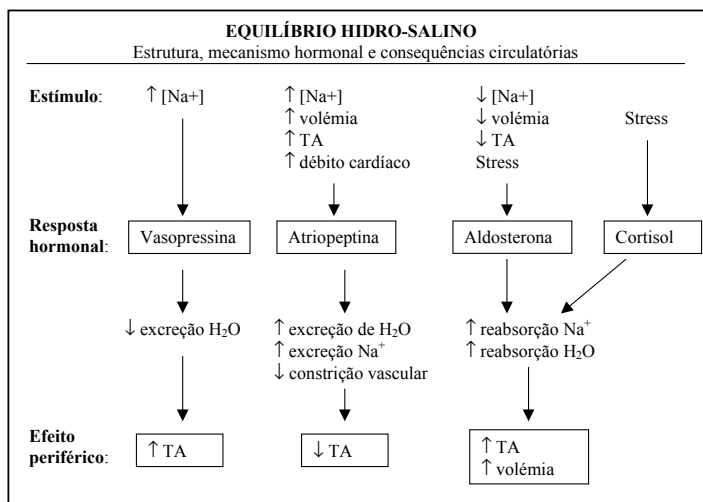 EQUILÍBRIO HIDRO-SALINO
Estrutura, mecanismo hormonal e consequências circulatórias
Estímulo:
↑ [Na+]
↑ [Na+]
↑ volémia
↑ TA
↑ débito cardíaco
↓ [Na+]
↓ volémia
↓ TA
Stress
Stress
Resposta
hormonal:
Vasopressina
Atriopeptina
Aldosterona
Cortisol
↓ excreção H₂O
↑ excreção de H₂O
↑ excreção Na⁺
↓ constrição vascular
↑ reabsorção Na⁺
↑ reabsorção H₂O
Efeito
periférico:
↑ TA
↓ TA
↑ TA
↑ volémia